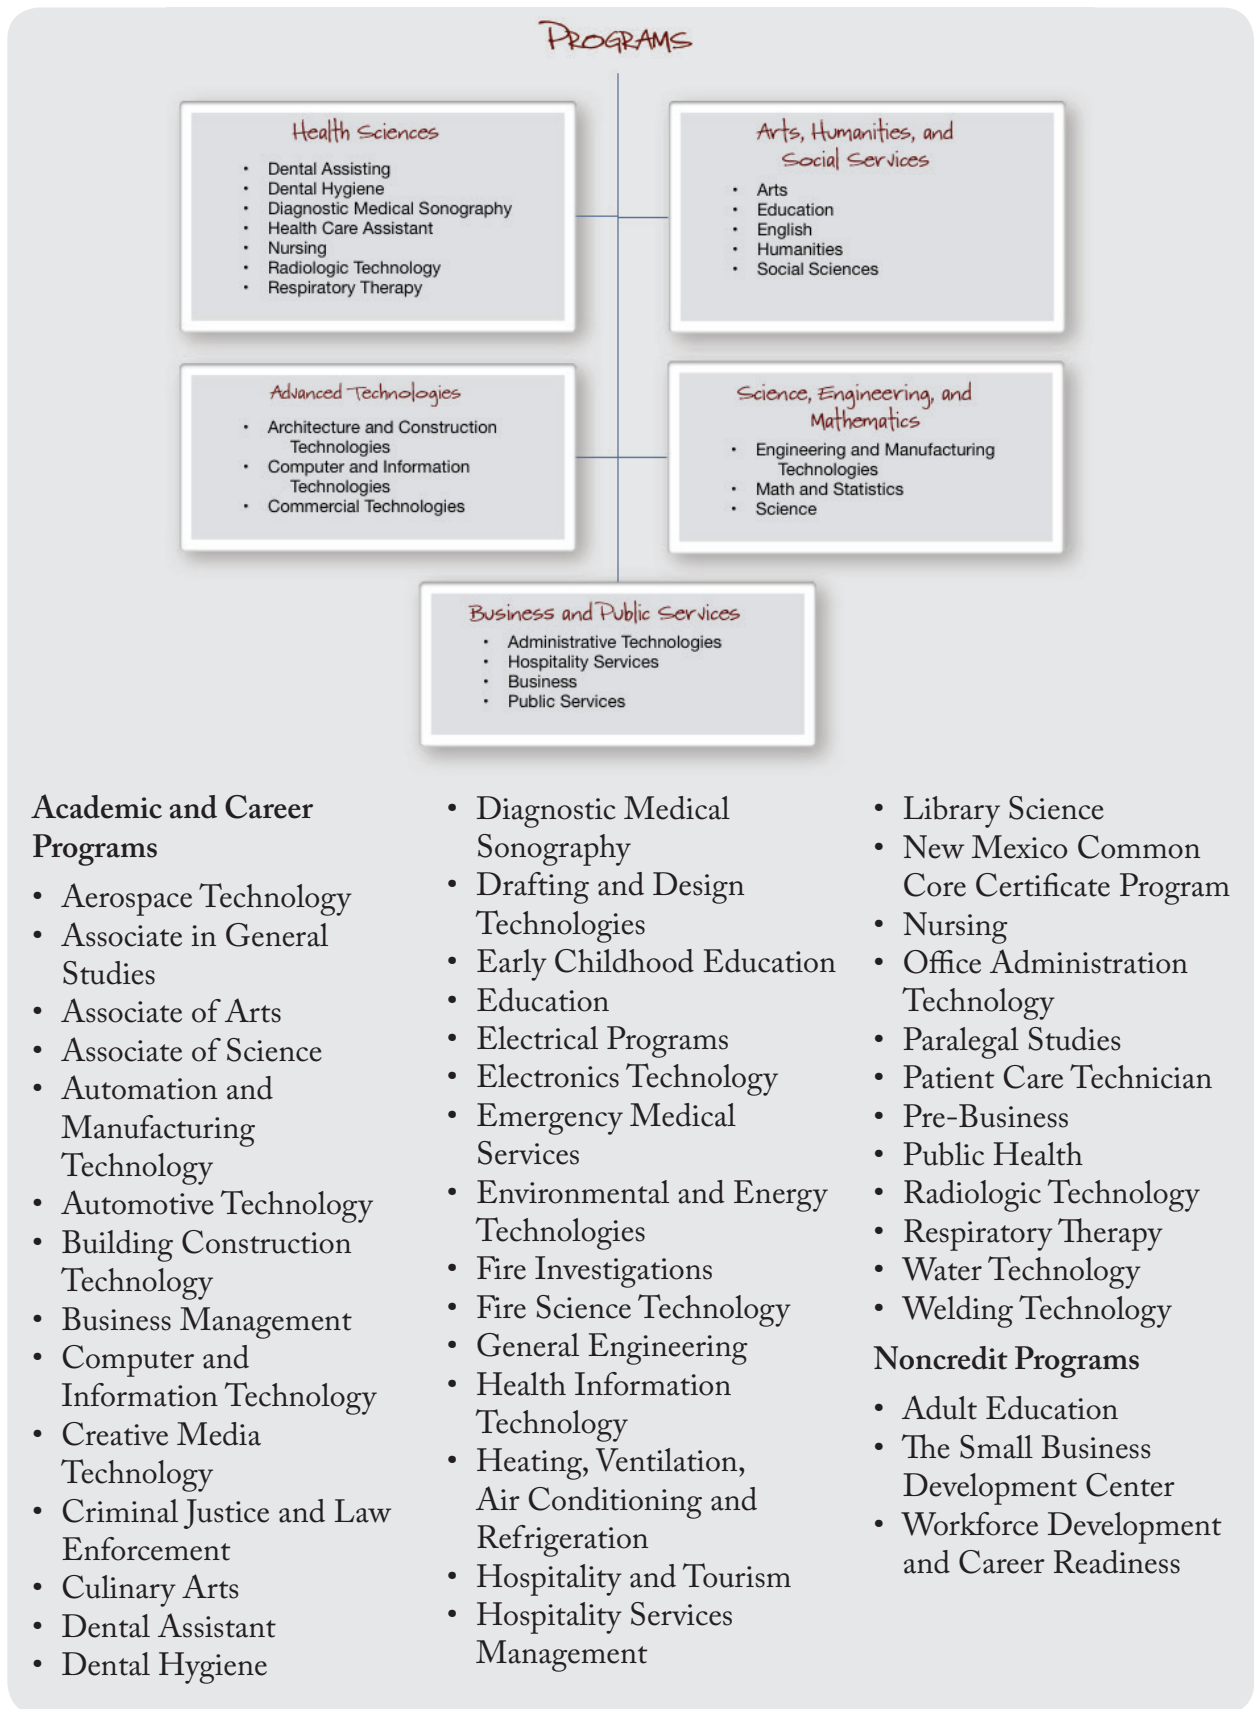 PROGRAMS
Health Sciences
• Dental Assisting
• Dental Hygiene
• Diagnostic Medical Sonography
• Health Care Assistant
• Nursing
• Radiologic Technology
• Respiratory Therapy
Arts, Humanities, and
Social Services
• Arts
• Education
• English
• Humanities
• Social Sciences
Advanced Technologies
• Architecture and Construction
Technologies
• Computer and Information
Technologies
• Commercial Technologies
Science, Engineering, and
Mathematics
• Engineering and Manufacturing
Technologies
• Math and Statistics
• Science
Business and Public Services
• Administrative Technologies
• Hospitality Services
• Business
• Public Services
Academic and Career
Programs
• Aerospace Technology
• Associate in General
Studies
• Associate of Arts
• Associate of Science
• Automation and
Manufacturing
Technology
• Automotive Technology
• Building Construction
Technology
• Business Management
• Computer and
Information Technology
• Creative Media
Technology
• Criminal Justice and Law
Enforcement
• Culinary Arts
• Dental Assistant
• Dental Hygiene
• Diagnostic Medical
Sonography
• Drafting and Design
Technologies
• Early Childhood Education
• Education
• Electrical Programs
• Electronics Technology
• Emergency Medical
Services
• Environmental and Energy
Technologies
• Fire Investigations
• Fire Science Technology
• General Engineering
• Health Information
Technology
• Heating, Ventilation,
Air Conditioning and
Refrigeration
• Hospitality and Tourism
• Hospitality Services
Management
• Library Science
• New Mexico Common
Core Certificate Program
• Nursing
• Office Administration
Technology
• Paralegal Studies
• Patient Care Technician
• Pre-Business
• Public Health
• Radiologic Technology
• Respiratory Therapy
• Water Technology
• Welding Technology
Noncredit Programs
• Adult Education
• The Small Business
Development Center
• Workforce Development
and Career Readiness